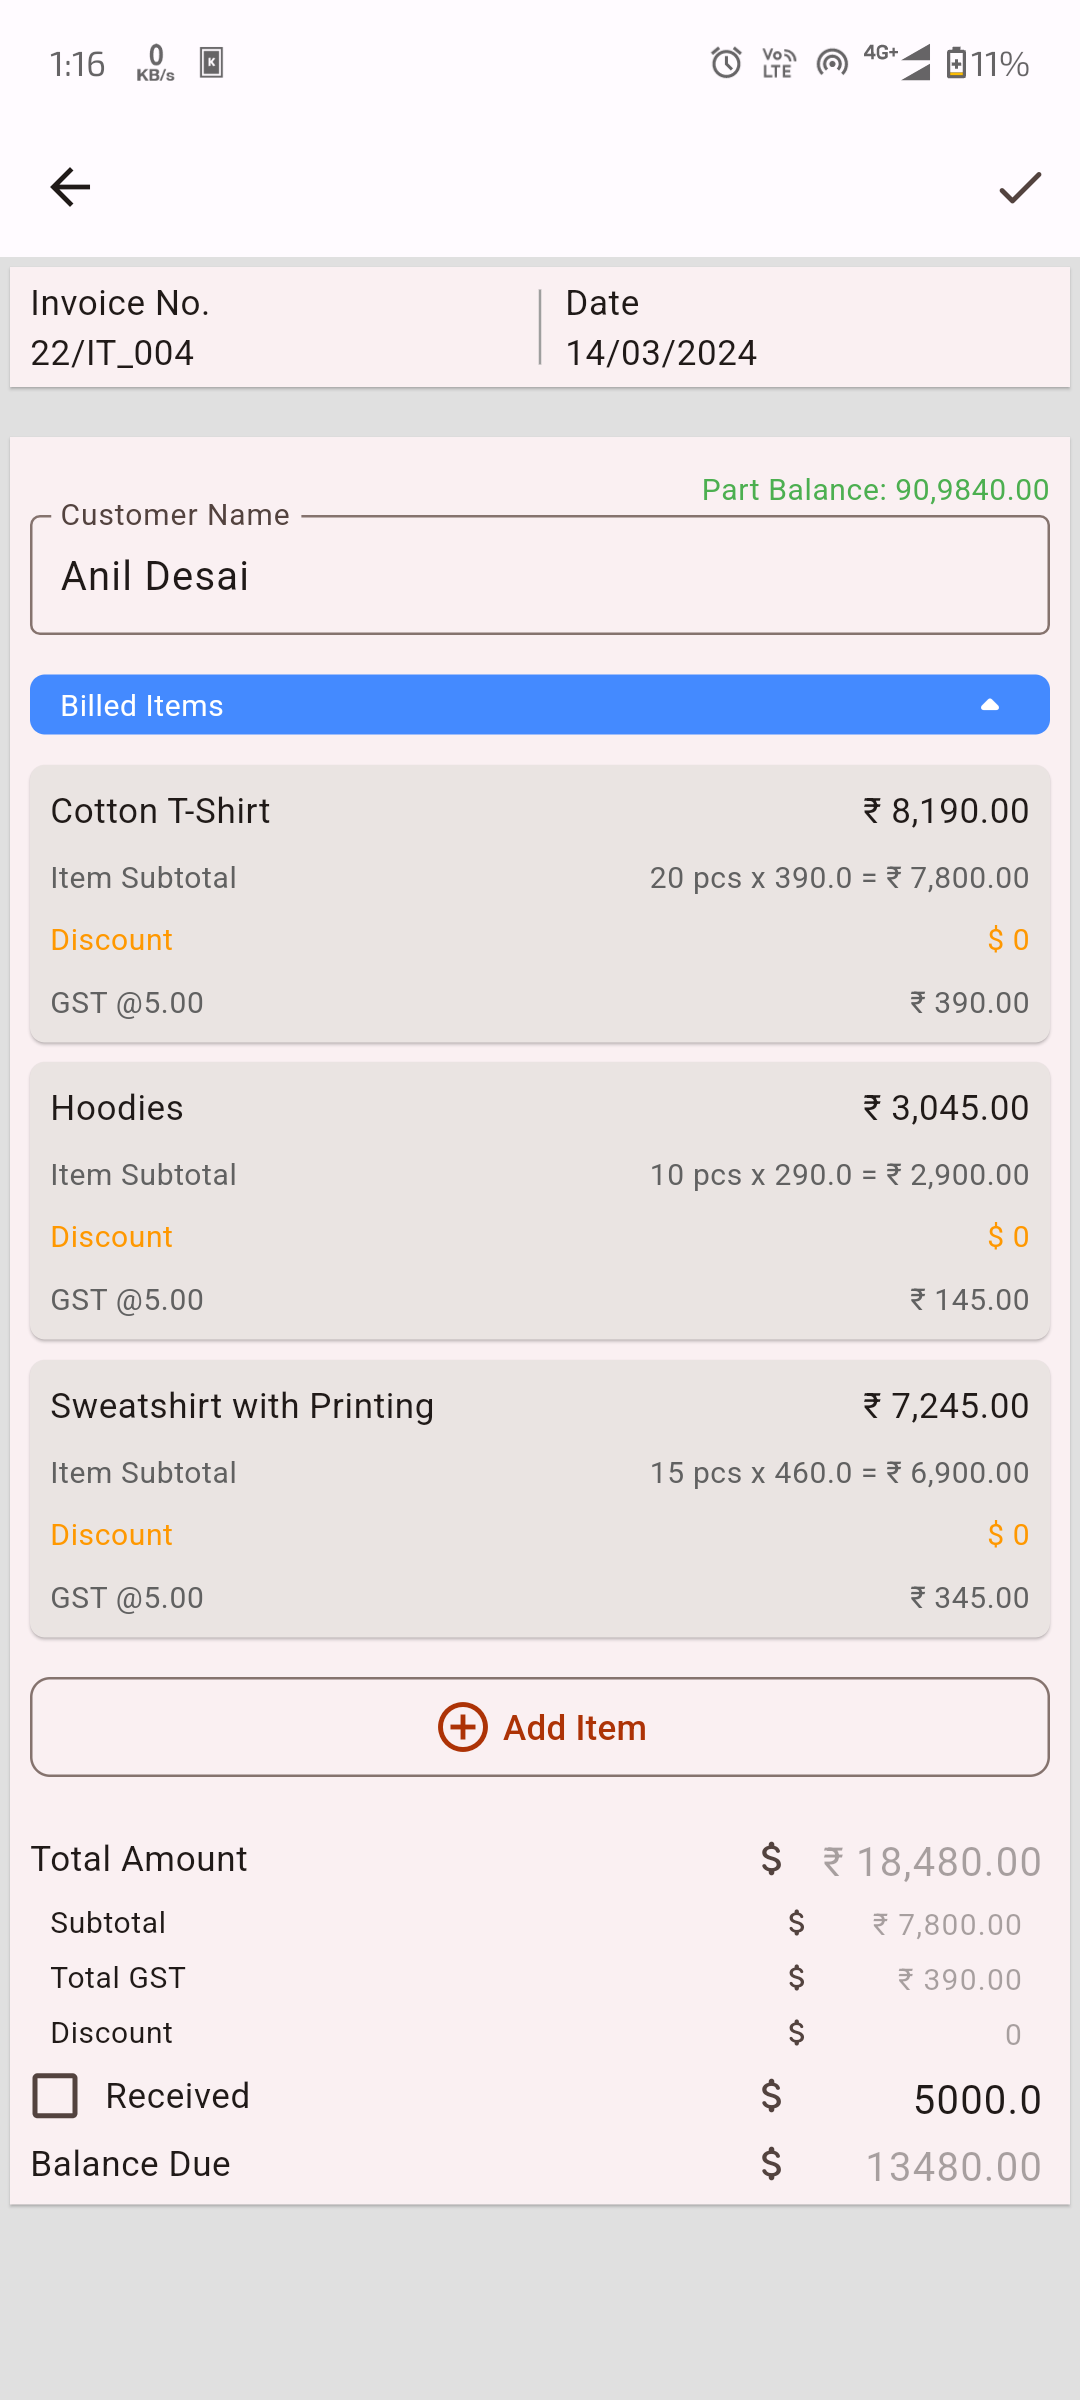 1:16 0 KB/s K VoLTE 4G+ 11%
Invoice No. Date
22/IT_004 14/03/2024
Part Balance: 90,9840.00
Customer Name
Anil Desai
Billed Items
Cotton T-Shirt ₹ 8,190.00
Item Subtotal 20 pcs x 390.0 = ₹ 7,800.00
Discount $ 0
GST @5.00 ₹ 390.00
Hoodies ₹ 3,045.00
Item Subtotal 10 pcs x 290.0 = ₹ 2,900.00
Discount $ 0
GST @5.00 ₹ 145.00
Sweatshirt with Printing ₹ 7,245.00
Item Subtotal 15 pcs x 460.0 = ₹ 6,900.00
Discount $ 0
GST @5.00 ₹ 345.00
Add Item
Total Amount $ ₹ 18,480.00
Subtotal $ ₹ 7,800.00
Total GST $ ₹ 390.00
Discount $ 0
Received $ 5000.0
Balance Due $ 13480.00